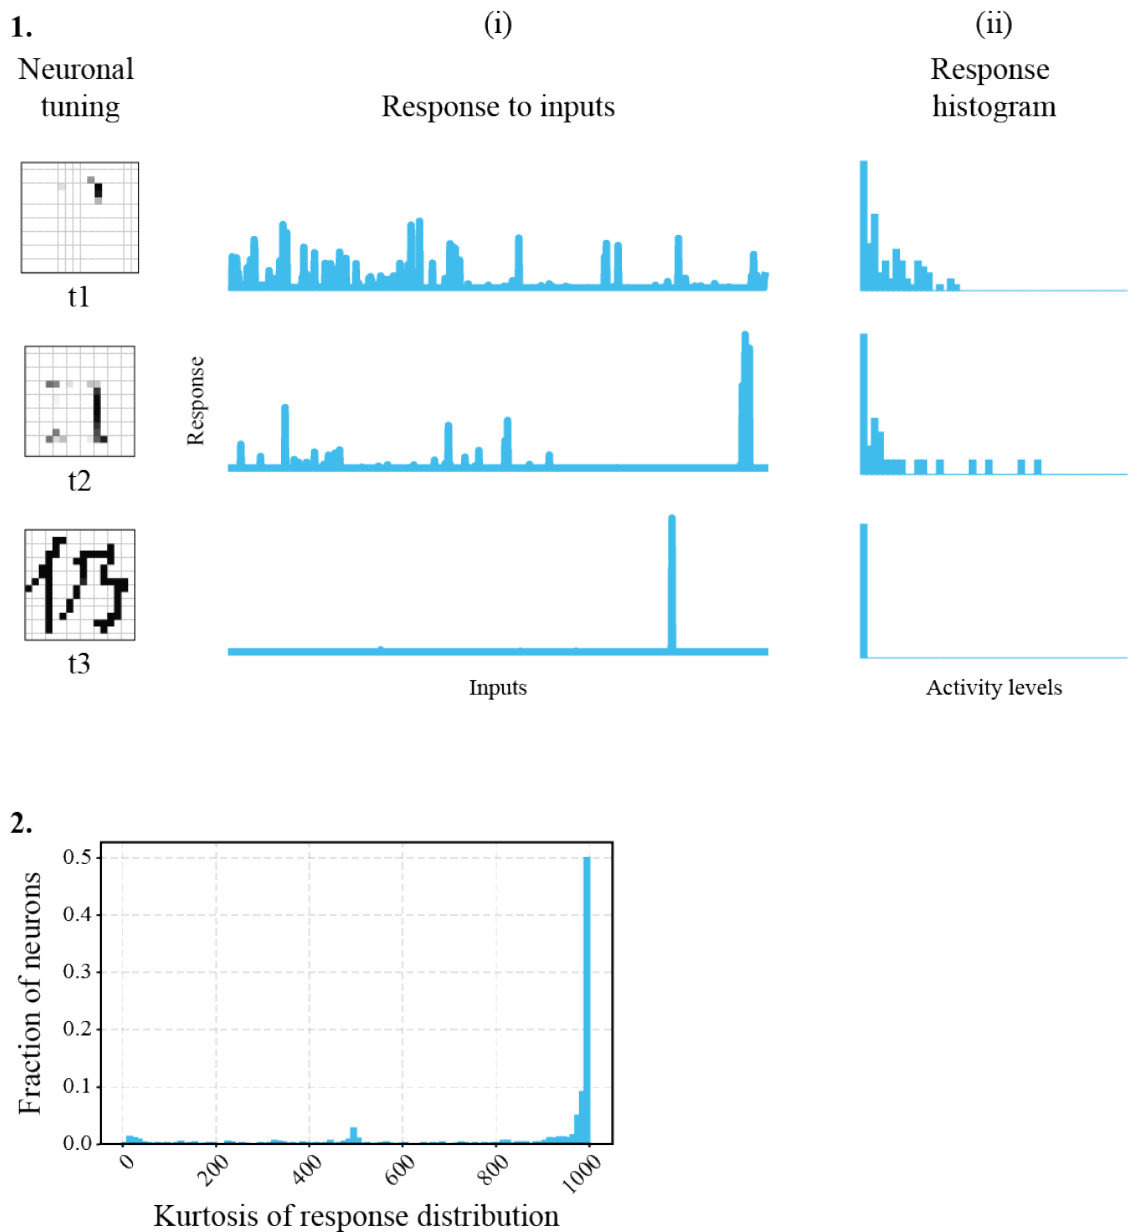 1.
(i)
(ii)
Neuronal
tuning
Response to inputs
Response
histogram
t1
Response
t2
1/3
t3
Inputs
Activity levels
2.
Fraction of neurons
0.5
0.4
0.3
0.2
0.1
0.0
0
200
400
600
800
1000
Kurtosis of response distribution